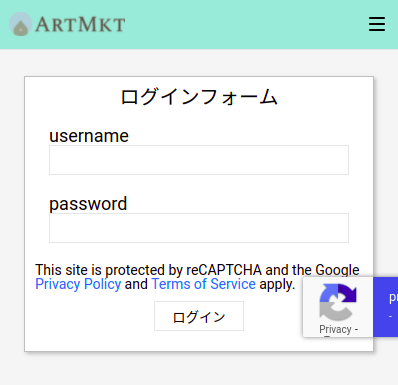 ARTMKT
ログインフォーム
username
password
This site is protected by reCAPTCHA and the Google
Privacy Policy and Terms of Service apply.
ログイン
Privacy -